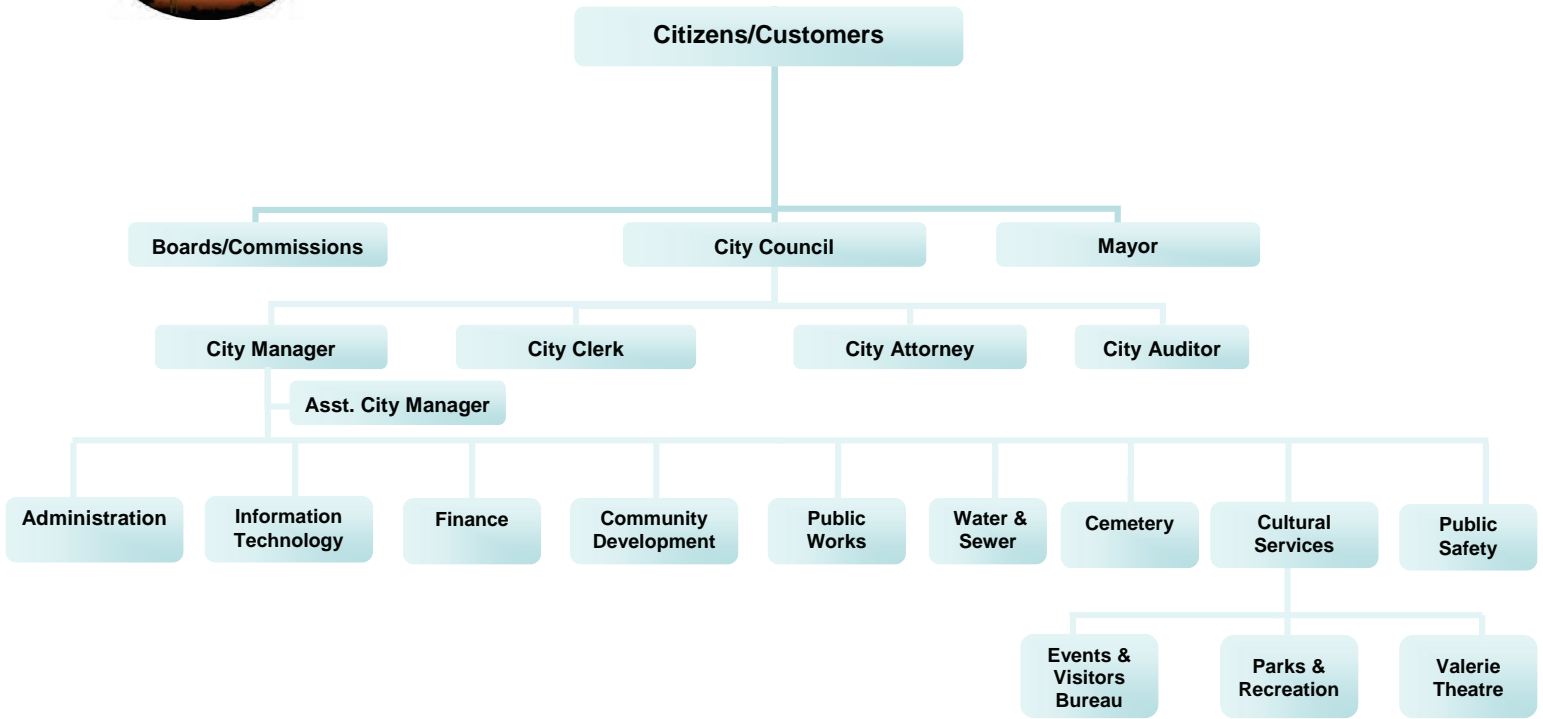 Citizens/Customers
Boards/Commissions
City Council
Mayor
City Manager
City Clerk
City Attorney
City Auditor
Asst. City Manager
Administration
Information
Technology
Finance
Community
Development
Public
Works
Water &
Sewer
Cemetery
Cultural
Services
Public
Safety
Events &
Visitors
Bureau
Parks &
Recreation
Valerie
Theatre